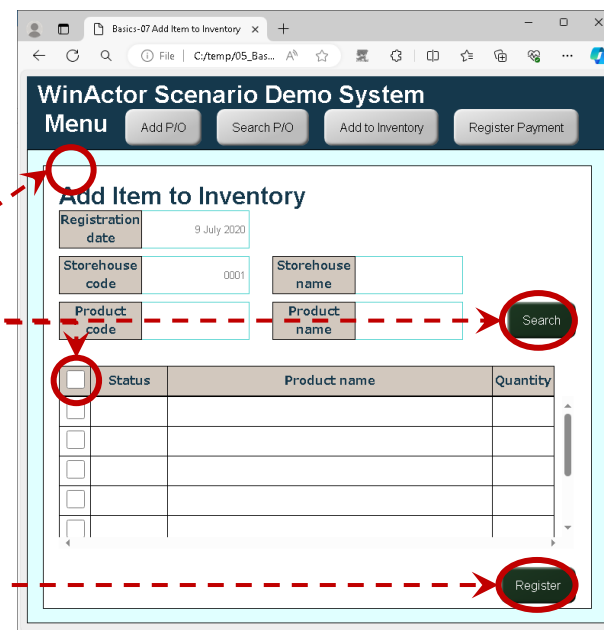 Basics-07 Add Item to Inventory
File C:/temp/05_Bas...
WinActor Scenario Demo System
Menu Add P/O Search P/O Add to Inventory Register Payment
Add Item to Inventory
Registration date 9 July 2020
Storehouse code 0001 Storehouse name
Product code Product name Search
Status Product name Quantity
Register